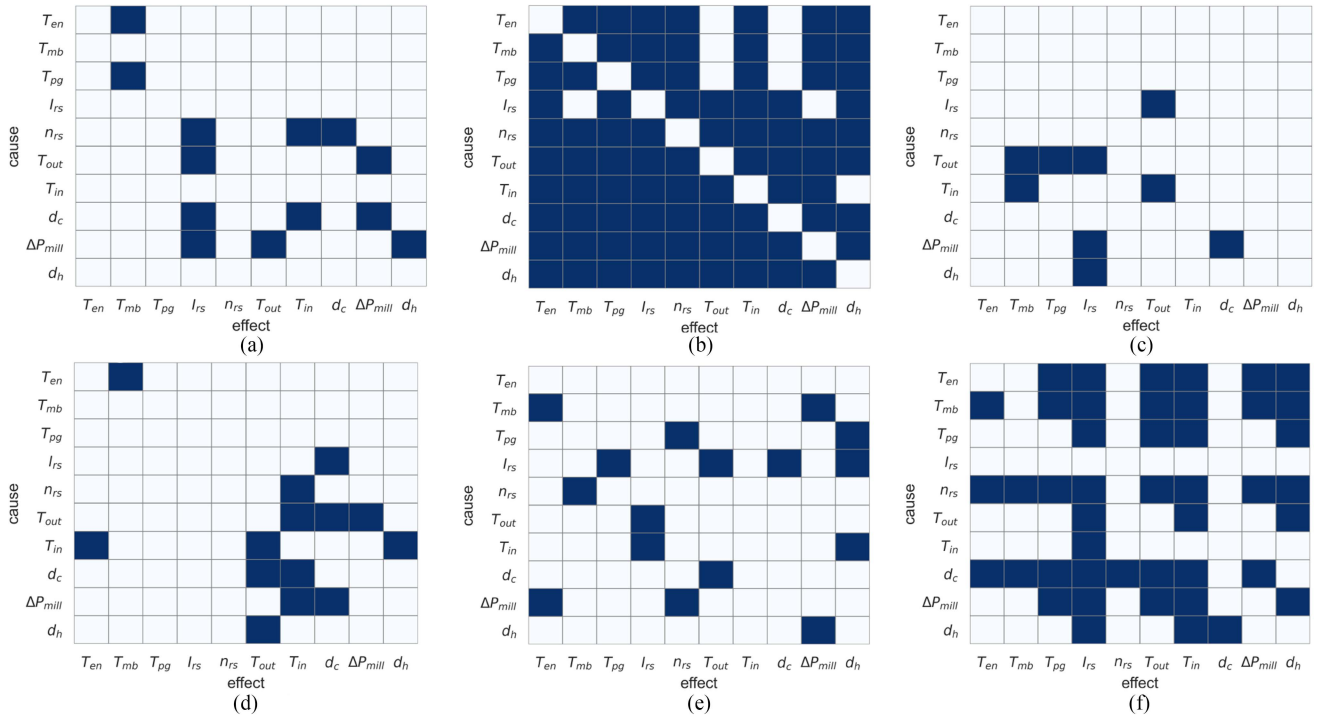 T_en T_en T_en
T_mb T_mb T_mb
T_pg T_pg T_pg
I_rs I_rs I_rs
cause n_rs cause n_rs cause n_rs
T_out T_out T_out
T_in T_in T_in
d_c d_c d_c
ΔP_mill ΔP_mill ΔP_mill
d_h d_h d_h
T_en T_mb T_pg I_rs n_rs T_out T_in d_c ΔP_mill d_h T_en T_mb T_pg I_rs n_rs T_out T_in d_c ΔP_mill d_h T_en T_mb T_pg I_rs n_rs T_out T_in d_c ΔP_mill d_h
effect effect effect
(a) (b) (c)
T_en T_en T_en
T_mb T_mb T_mb
T_pg T_pg T_pg
I_rs I_rs I_rs
cause n_rs cause n_rs cause n_rs
T_out T_out T_out
T_in T_in T_in
d_c d_c d_c
ΔP_mill ΔP_mill ΔP_mill
d_h d_h d_h
T_en T_mb T_pg I_rs n_rs T_out T_in d_c ΔP_mill d_h T_en T_mb T_pg I_rs n_rs T_out T_in d_c ΔP_mill d_h T_en T_mb T_pg I_rs n_rs T_out T_in d_c ΔP_mill d_h
effect effect effect
(d) (e) (f)